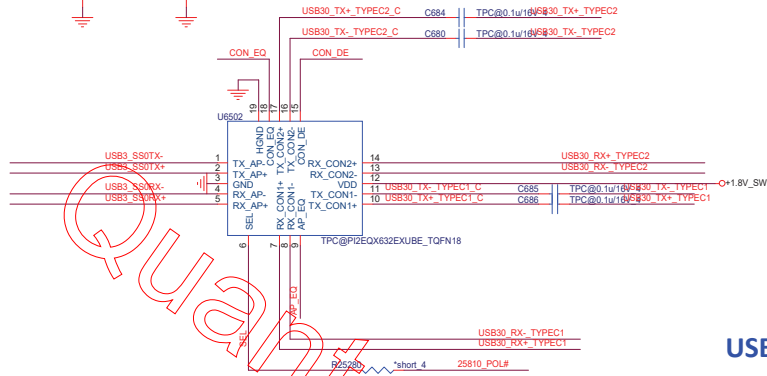 USB30_TX+_TYPEC2_C C684 TPC@0.1u/16V_4 USB30_TX+_TYPEC2
USB30_TX-_TYPEC2_C C680 TPC@0.1u/16V_4 USB30_TX-_TYPEC2
CON_EQ CON_DE
19 18 17 16 15
U6502
HGND CON_EQ TX_CON2+ TX_CON2- CON_DE
USB3_SS0TX- 1 TX_AP- RX_CON2+ 14 USB30_RX+_TYPEC2
USB3_SS0TX+ 2 TX_AP+ RX_CON2- 13 USB30_RX-_TYPEC2
3 GND VDD 12 +1.8V_SW
USB3_SS0RX- 4 RX_AP- TX_CON1- 11 USB30_TX-_TYPEC1_C C685 TPC@0.1u/16V_4 USB30_TX-_TYPEC1
USB3_SS0RX+ 5 RX_AP+ TX_CON1+ 10 USB30_TX+_TYPEC1_C C686 TPC@0.1u/16V_4 USB30_TX+_TYPEC1
SEL RX_CON1+ RX_CON1- AP_EQ
TPC@PI2EQX632EXUBE_TQFN18
6 7 8 9
SEL AP_EQ
USB30_RX-_TYPEC1
USB30_RX+_TYPEC1
R25280 *short_4 25810_POL#
USB